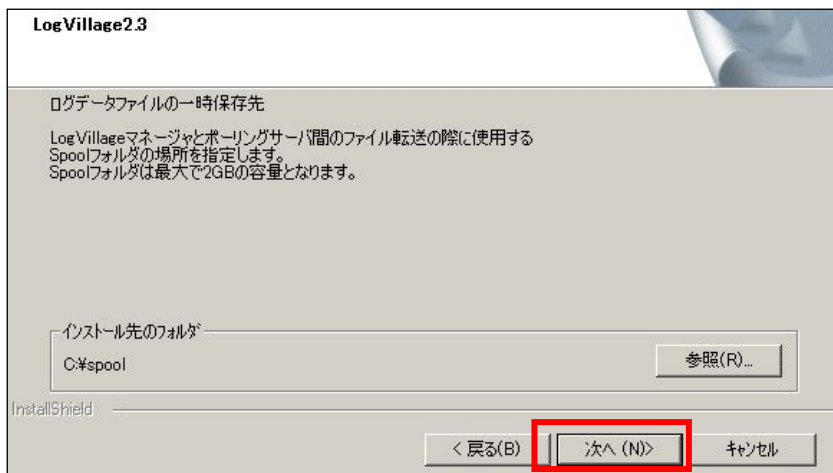 LogVillage2.3
ログデータファイルの一時保存先
LogVillageマネージャとポーリングサーバ間のファイル転送の際に使用する
Spoolフォルダの場所を指定します。
Spoolフォルダは最大で2GBの容量となります。
インストール先のフォルダ
C:¥spool
参照(R)...
InstallShield
< 戻る(B)
次へ (N)>
キャンセル